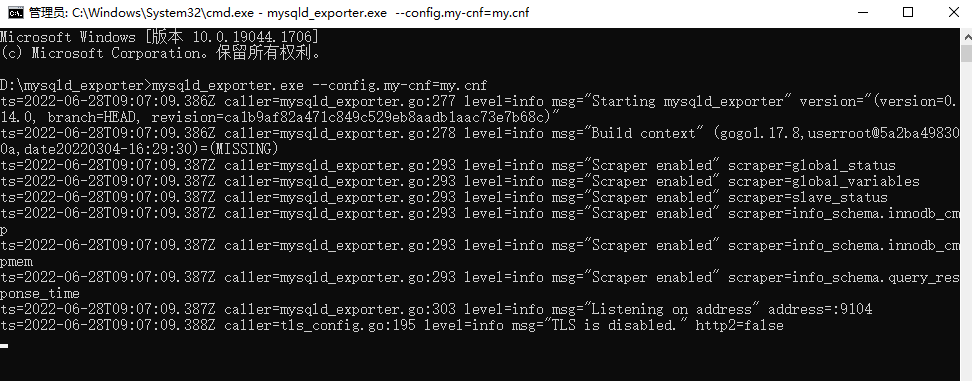 管理员: C:\Windows\System32\cmd.exe - mysqld_exporter.exe  --config.my-cnf=my.cnf
Microsoft Windows [版本 10.0.19044.1706]
(c) Microsoft Corporation。保留所有权利。
D:\mysqld_exporter>mysqld_exporter.exe --config.my-cnf=my.cnf
ts=2022-06-28T09:07:09.386Z caller=mysqld_exporter.go:277 level=info msg="Starting mysqld_exporter" version="(version=0.
14.0, branch=HEAD, revision=ca1b9af82a471c849c529eb8aadb1aac73e7b68c)"
ts=2022-06-28T09:07:09.386Z caller=mysqld_exporter.go:278 level=info msg="Build context" (gogo1.17.8,userroot@5a2ba49830
0a,date20220304-16:29:30)=(MISSING)
ts=2022-06-28T09:07:09.387Z caller=mysqld_exporter.go:293 level=info msg="Scraper enabled" scraper=global_status
ts=2022-06-28T09:07:09.387Z caller=mysqld_exporter.go:293 level=info msg="Scraper enabled" scraper=global_variables
ts=2022-06-28T09:07:09.387Z caller=mysqld_exporter.go:293 level=info msg="Scraper enabled" scraper=slave_status
ts=2022-06-28T09:07:09.387Z caller=mysqld_exporter.go:293 level=info msg="Scraper enabled" scraper=info_schema.innodb_cm
p
ts=2022-06-28T09:07:09.387Z caller=mysqld_exporter.go:293 level=info msg="Scraper enabled" scraper=info_schema.innodb_cm
pmem
ts=2022-06-28T09:07:09.387Z caller=mysqld_exporter.go:293 level=info msg="Scraper enabled" scraper=info_schema.query_res
ponse_time
ts=2022-06-28T09:07:09.387Z caller=mysqld_exporter.go:303 level=info msg="Listening on address" address=:9104
ts=2022-06-28T09:07:09.388Z caller=tls_config.go:195 level=info msg="TLS is disabled." http2=false